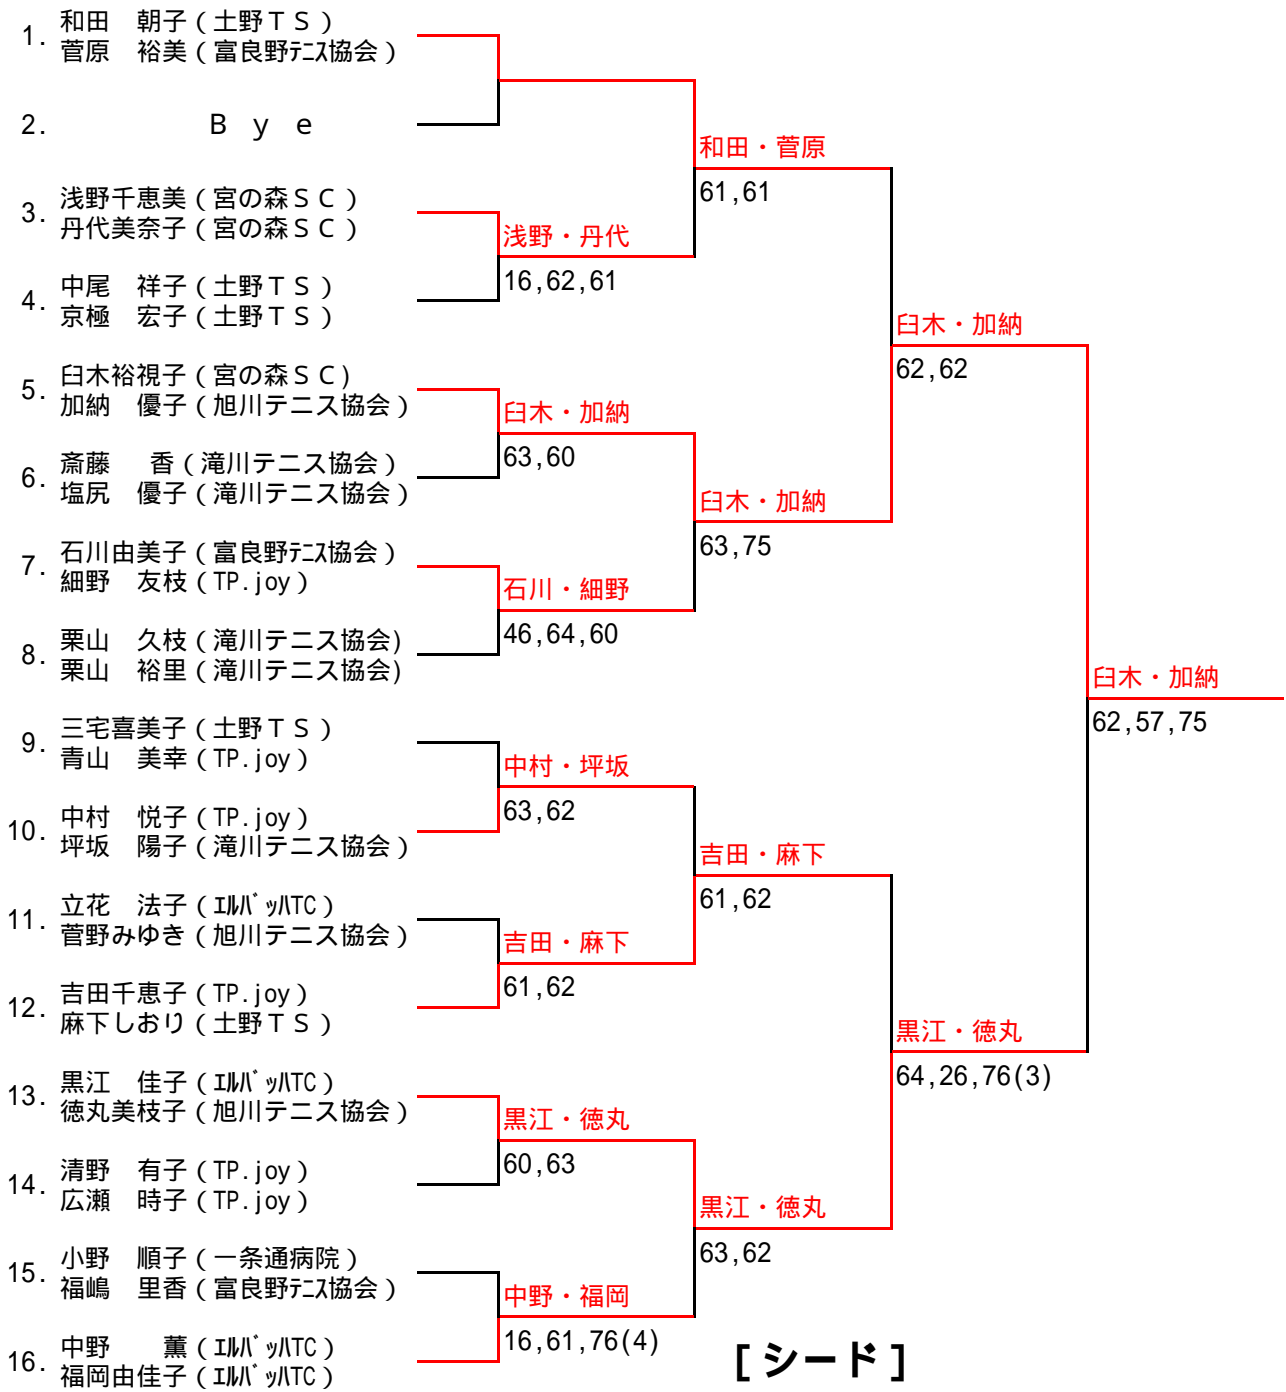 1. 和田　朝子（土野ＴＳ）
菅原　裕美（富良野ﾃﾆｽ協会）
2. Ｂｙｅ
3. 浅野千恵美（宮の森ＳＣ）
丹代美奈子（宮の森ＳＣ）
4. 中尾　祥子（土野ＴＳ）
京極　宏子（土野ＴＳ）
5. 臼木裕視子（宮の森ＳＣ)
加納　優子（旭川テニス協会）
6. 斎藤　香（滝川テニス協会）
塩尻　優子（滝川テニス協会）
7. 石川由美子（富良野ﾃﾆｽ協会）
細野　友枝（TP.joy）
8. 栗山　久枝（滝川テニス協会)
栗山　裕里（滝川テニス協会)
9. 三宅喜美子（土野ＴＳ）
青山　美幸（TP.joy）
10. 中村　悦子（TP.joy）
坪坂　陽子（滝川テニス協会）
11. 立花　法子（ｴﾙﾊﾞｯﾊTC）
菅野みゆき（旭川テニス協会）
12. 吉田千恵子（TP.joy）
麻下しおり（土野ＴＳ）
13. 黒江　佳子（ｴﾙﾊﾞｯﾊTC）
徳丸美枝子（旭川テニス協会）
14. 清野　有子（TP.joy）
広瀬　時子（TP.joy）
15. 小野　順子（一条通病院）
福嶋　里香（富良野ﾃﾆｽ協会）
16. 中野　薫（ｴﾙﾊﾞｯﾊTC）
福岡由佳子（ｴﾙﾊﾞｯﾊTC）
浅野・丹代
16,62,61
臼木・加納
63,60
石川・細野
46,64,60
中村・坪坂
63,62
吉田・麻下
61,62
黒江・徳丸
60,63
中野・福岡
16,61,76(4)
和田・菅原
61,61
臼木・加納
63,75
吉田・麻下
61,62
黒江・徳丸
63,62
臼木・加納
62,62
黒江・徳丸
64,26,76(3)
臼木・加納
62,57,75
[シード]